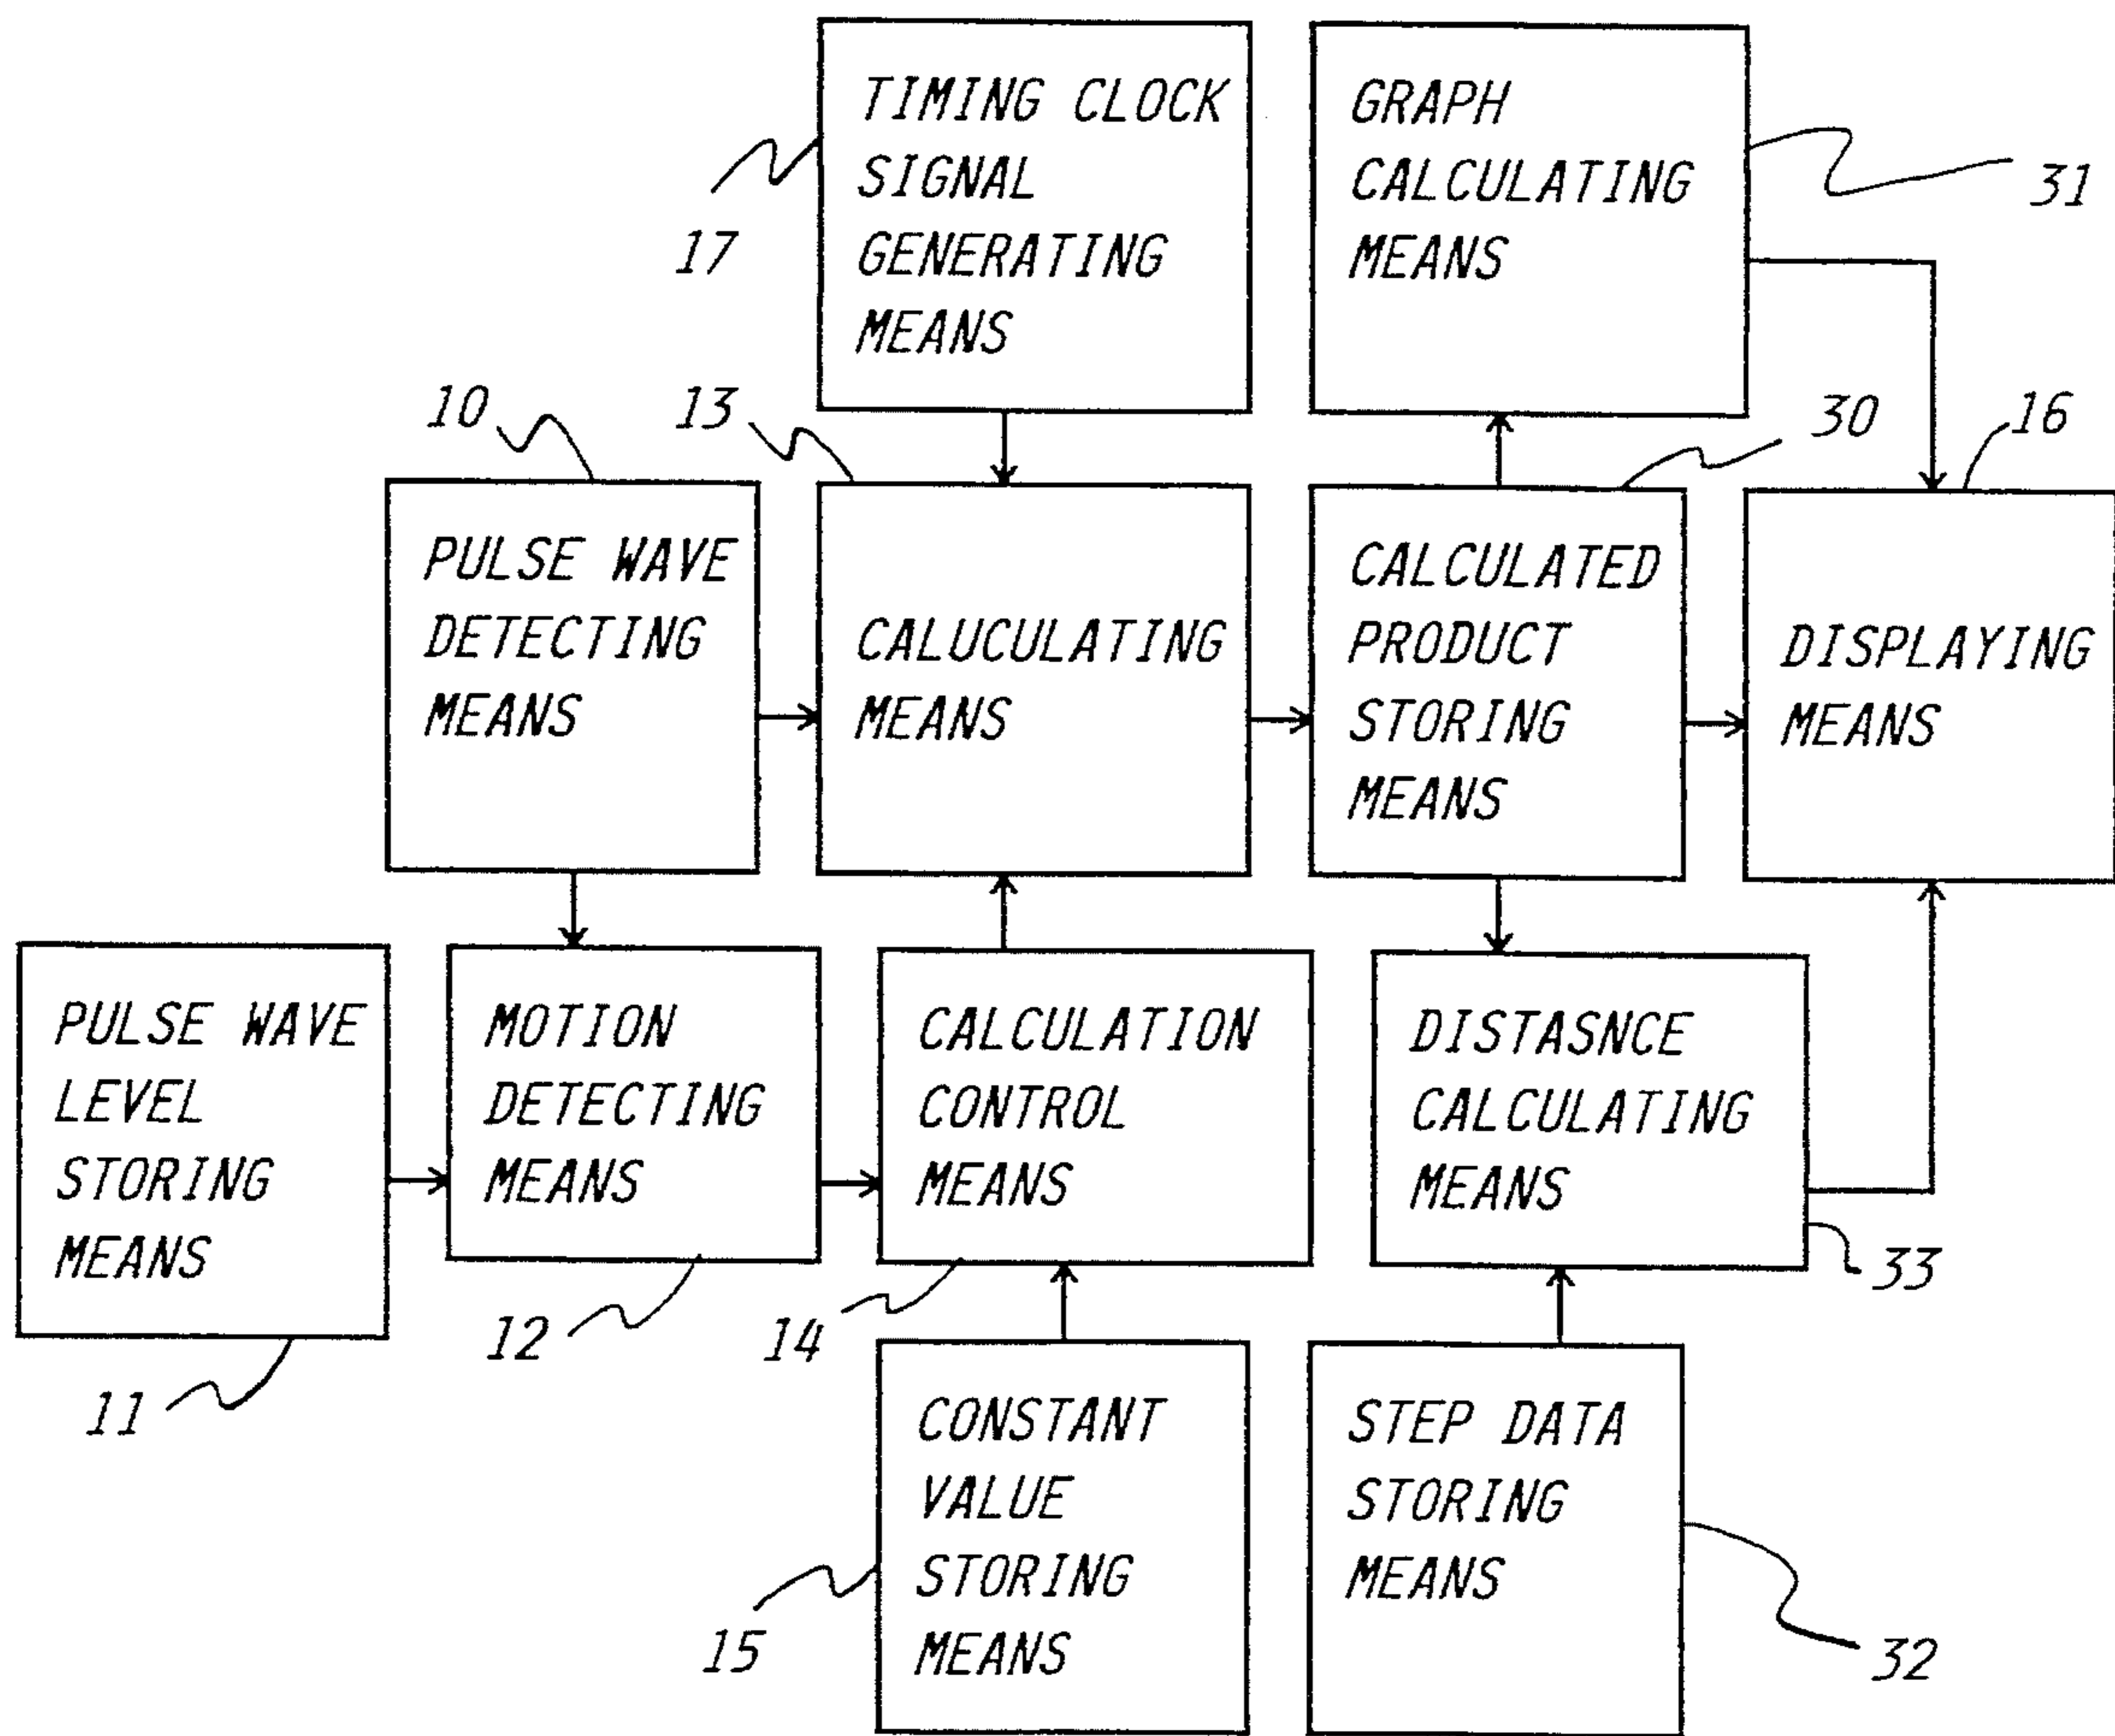 TIMING CLOCK
SIGNAL
GENERATING
MEANS
17
GRAPH
CALCULATING
MEANS
31
10
PULSE WAVE
DETECTING
MEANS
13
CALUCULATING
MEANS
30
CALCULATED
PRODUCT
STORING
MEANS
16
DISPLAYING
MEANS
PULSE WAVE
LEVEL
STORING
MEANS
11
MOTION
DETECTING
MEANS
12
CALCULATION
CONTROL
MEANS
14
DISTASNCE
CALCULATING
MEANS
33
CONSTANT
VALUE
STORING
MEANS
15
STEP DATA
STORING
MEANS
32